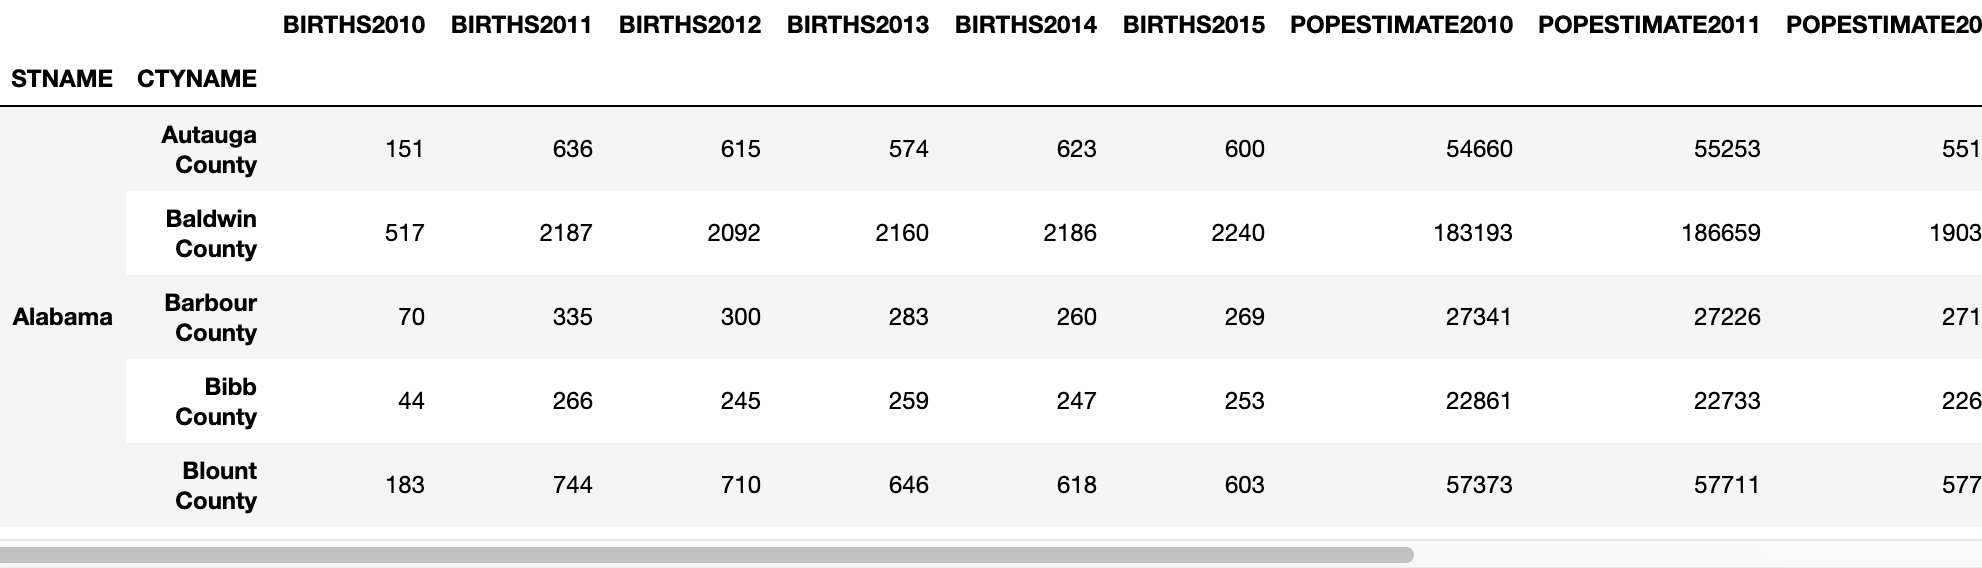 BIRTHS2010 BIRTHS2011 BIRTHS2012 BIRTHS2013 BIRTHS2014 BIRTHS2015 POPESTIMATE2010 POPESTIMATE2011 POPESTIMATE20
STNAME CTYNAME
Autauga County 151 636 615 574 623 600 54660 55253 551
Baldwin County 517 2187 2092 2160 2186 2240 183193 186659 1903
Alabama Barbour County 70 335 300 283 260 269 27341 27226 271
Bibb County 44 266 245 259 247 253 22861 22733 226
Blount County 183 744 710 646 618 603 57373 57711 577